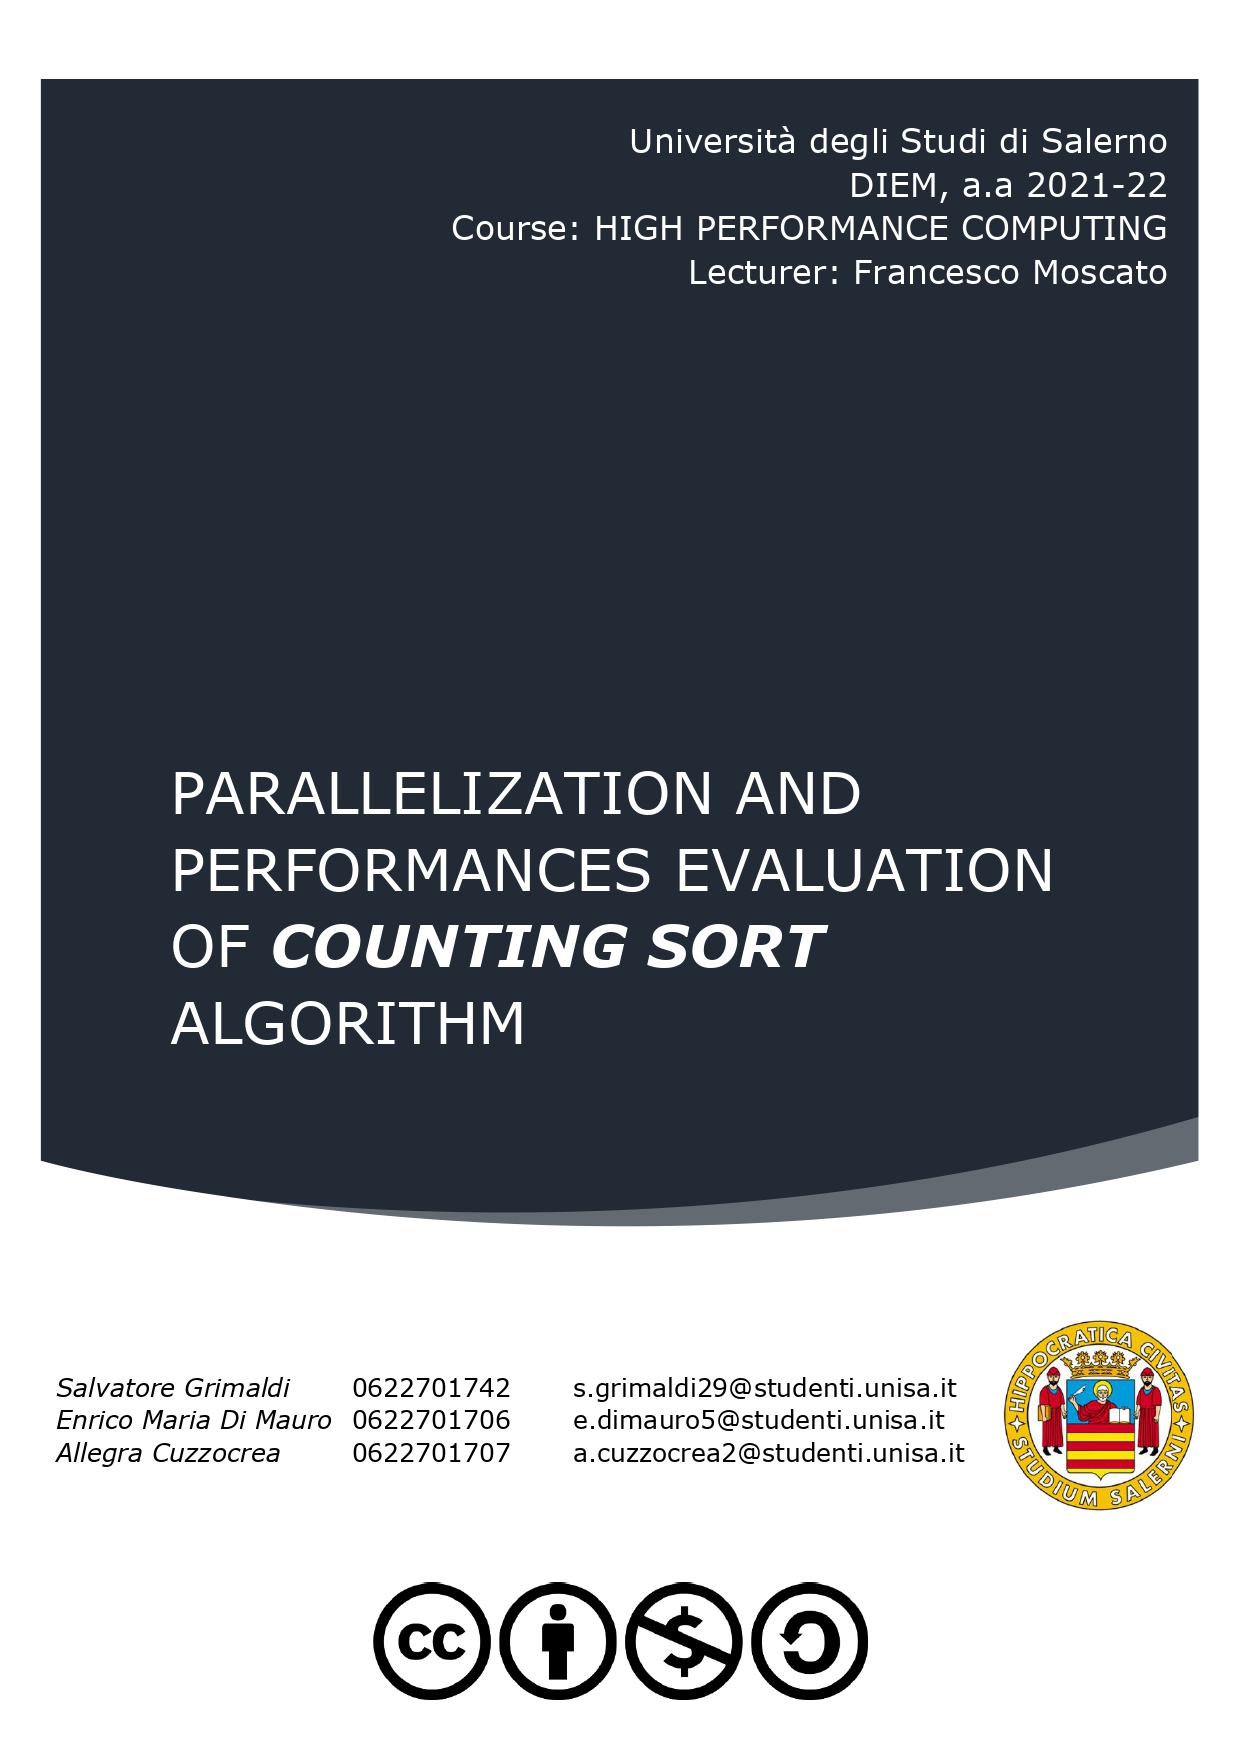 Università degli Studi di Salerno
DIEM, a.a 2021-22
Course: HIGH PERFORMANCE COMPUTING
Lecturer: Francesco Moscato
PARALLELIZATION AND
PERFORMANCES EVALUATION
OF COUNTING SORT
ALGORITHM
Salvatore Grimaldi 0622701742 s.grimaldi29@studenti.unisa.it
Enrico Maria Di Mauro 0622701706 e.dimauro5@studenti.unisa.it
Allegra Cuzzocrea 0622701707 a.cuzzocrea2@studenti.unisa.it
HIPPOCRATICA CIVITAS
STUDIUM SALERNI
cc